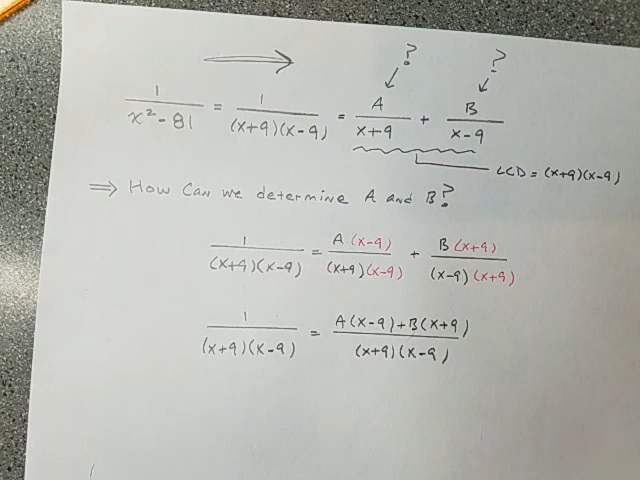 ? ?
1/(x²-81) = 1/((x+9)(x-9)) = A/(x+9) + B/(x-9)
LCD = (x+9)(x-9)
⇒ How Can we determine A and B?
1/((x+9)(x-9)) = A(x-9)/((x+9)(x-9)) + B(x+9)/((x-9)(x+9))
1/((x+9)(x-9)) = (A(x-9)+B(x+9))/((x+9)(x-9))